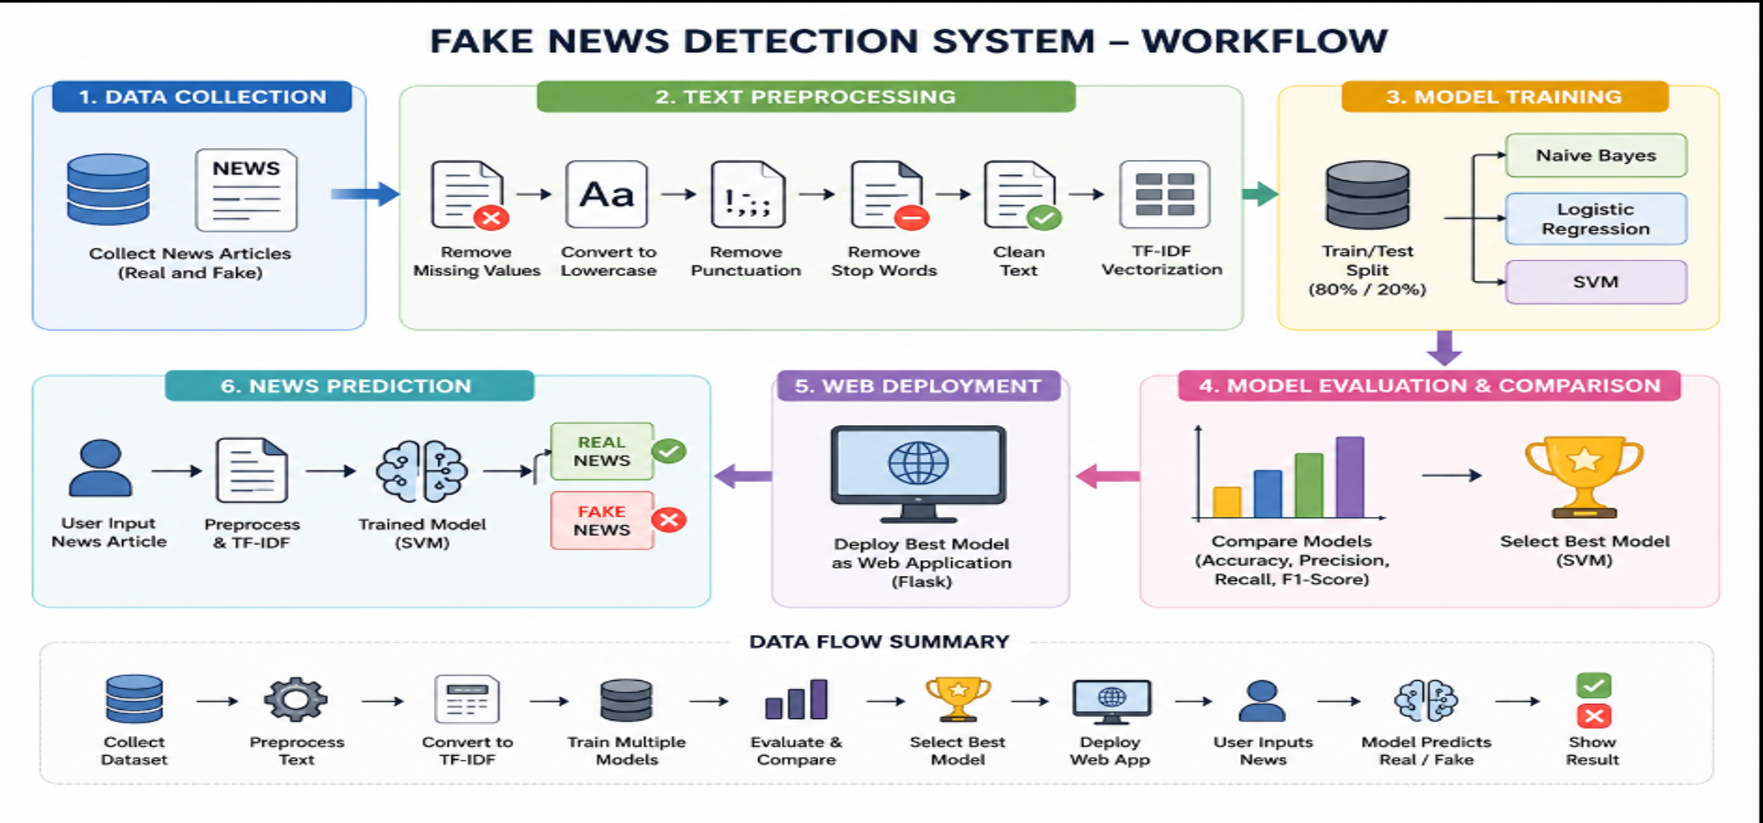 FAKE NEWS DETECTION SYSTEM – WORKFLOW
1. DATA COLLECTION
NEWS
Collect News Articles
(Real and Fake)
2. TEXT PREPROCESSING
Remove
Missing Values
Aa
Convert to
Lowercase
!-,;;
Remove
Punctuation
Remove
Stop Words
Clean
Text
TF-IDF
Vectorization
3. MODEL TRAINING
Train/Test
Split
(80% / 20%)
Naive Bayes
Logistic
Regression
SVM
6. NEWS PREDICTION
User Input
News Article
Preprocess
& TF-IDF
Trained Model
(SVM)
REAL
NEWS
FAKE
NEWS
5. WEB DEPLOYMENT
Deploy Best Model
as Web Application
(Flask)
4. MODEL EVALUATION & COMPARISON
Compare Models
(Accuracy, Precision,
Recall, F1-Score)
Select Best Model
(SVM)
DATA FLOW SUMMARY
Collect
Dataset
Preprocess
Text
Convert to
TF-IDF
Train Multiple
Models
Evaluate &
Compare
Select Best
Model
Deploy
Web App
User Inputs
News
Model Predicts
Real / Fake
Show
Result